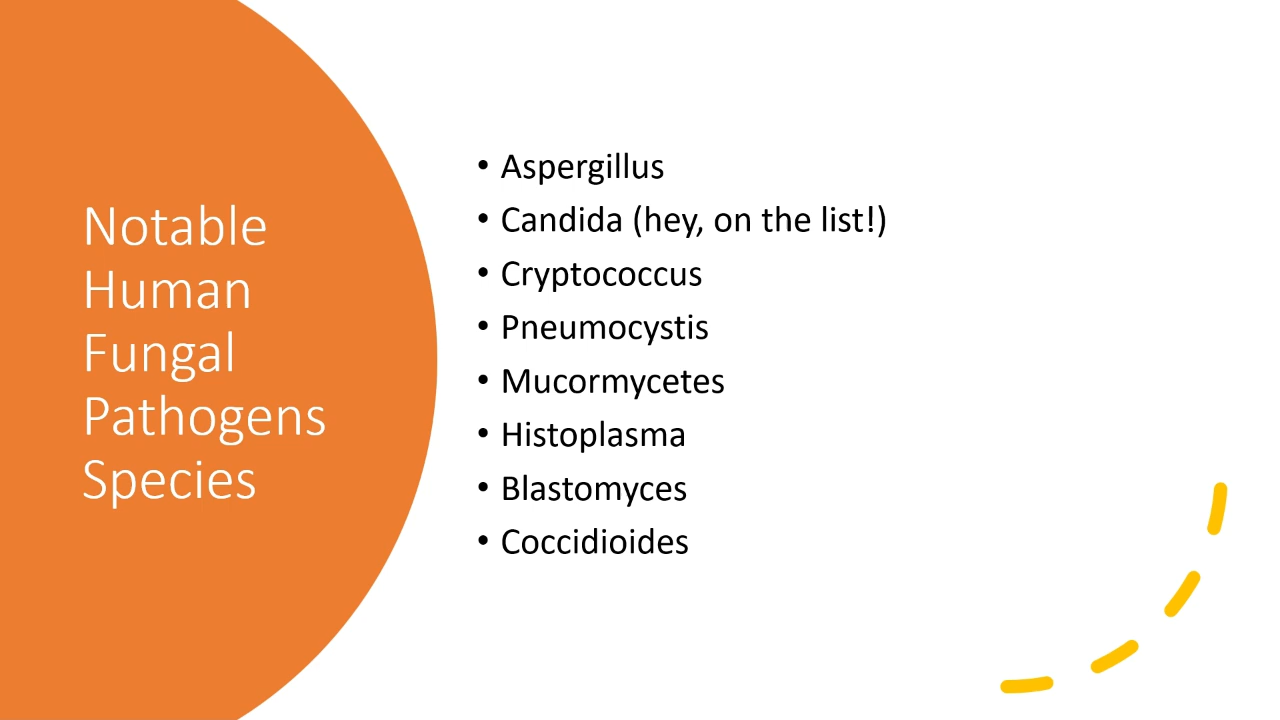 Notable
Human
Fungal
Pathogens
Species
• Aspergillus
• Candida (hey, on the list!)
• Cryptococcus
• Pneumocystis
• Mucormycetes
• Histoplasma
• Blastomyces
• Coccidioides